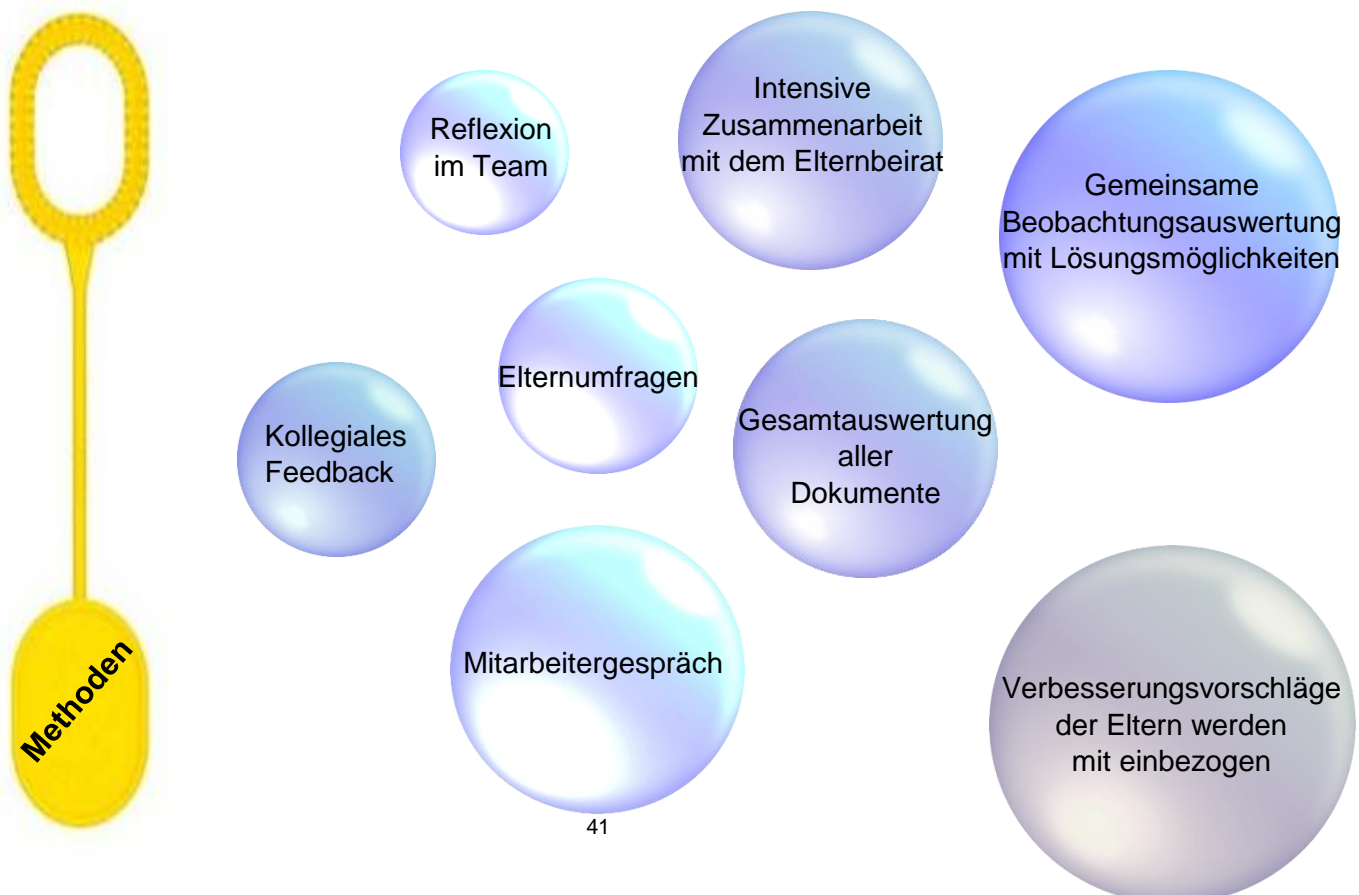 Methoden
Reflexion
im Team
Intensive
Zusammenarbeit
mit dem Elternbeirat
Gemeinsame
Beobachtungsauswertung
mit Lösungsmöglichkeiten
Elternumfragen
Kollegiales
Feedback
Gesamtauswertung
aller
Dokumente
Mitarbeitergespräch
Verbesserungsvorschläge
der Eltern werden
mit einbezogen
41